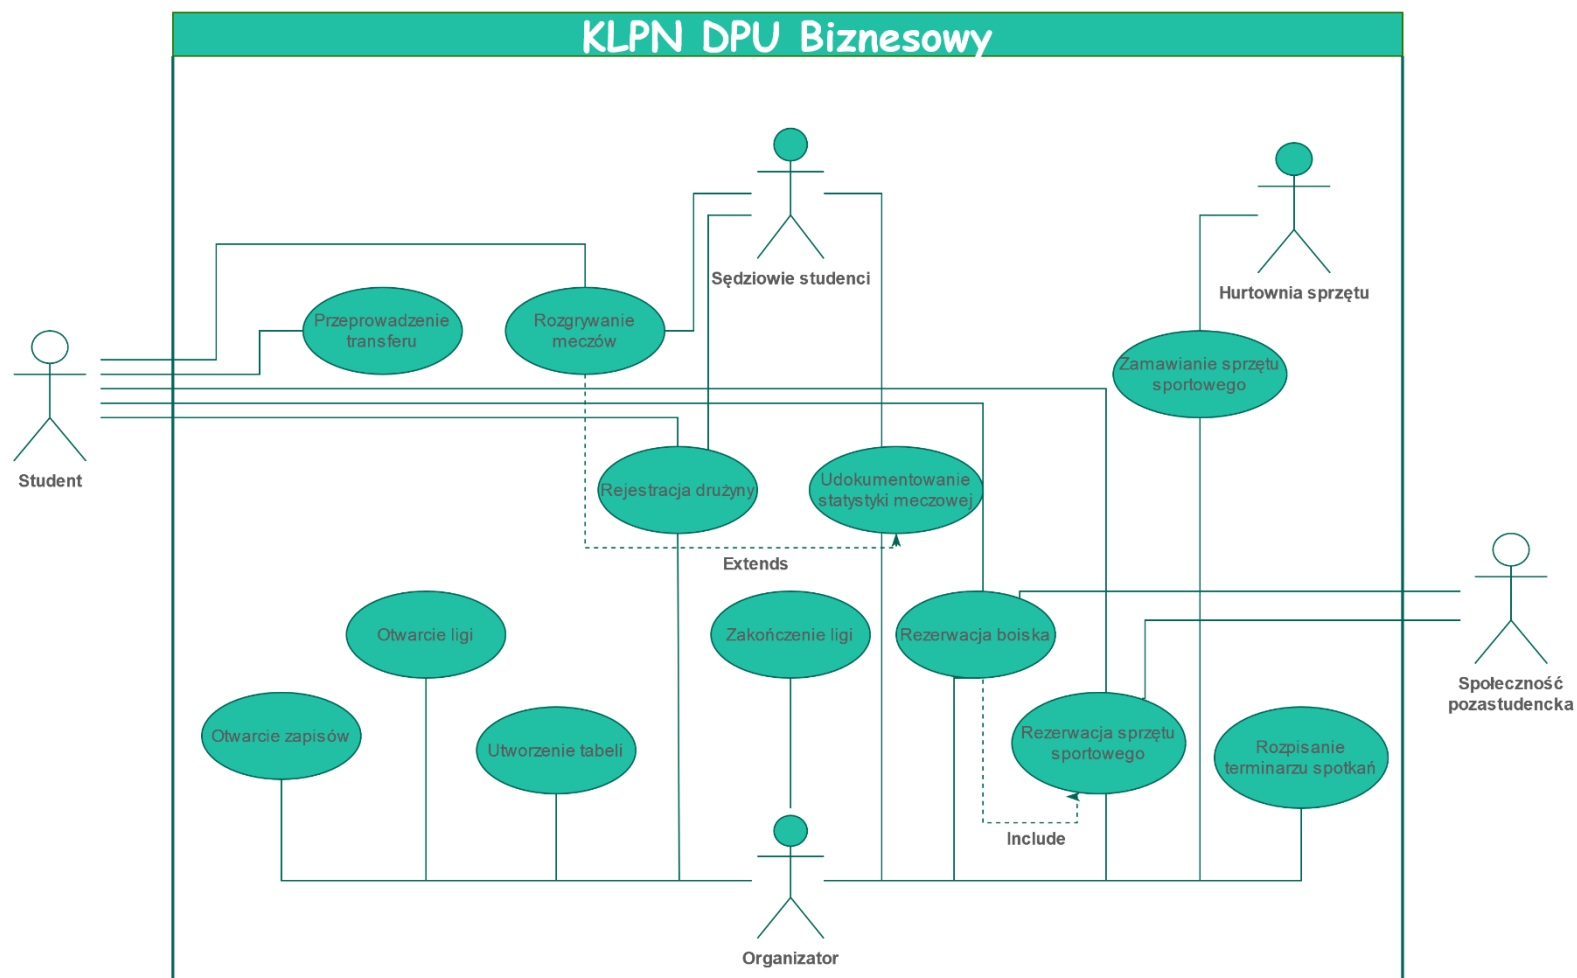 KLPN DPU Biznesowy
Sędziowie studenci
Hurtownia sprzętu
Przeprowadzenie
transferu
Rozgrywanie
meczów
Zamawianie sprzętu
sportowego
Student
Rejestracja drużyny
Udokumentowanie
statystyki meczowej
Extends
Otwarcie ligi
Zakończenie ligi
Rezerwacja boiska
Społeczność
pozastudencka
Otwarcie zapisów
Utworzenie tabeli
Rezerwacja sprzętu
sportowego
Rozpisanie
terminarzu spotkań
Include
Organizator